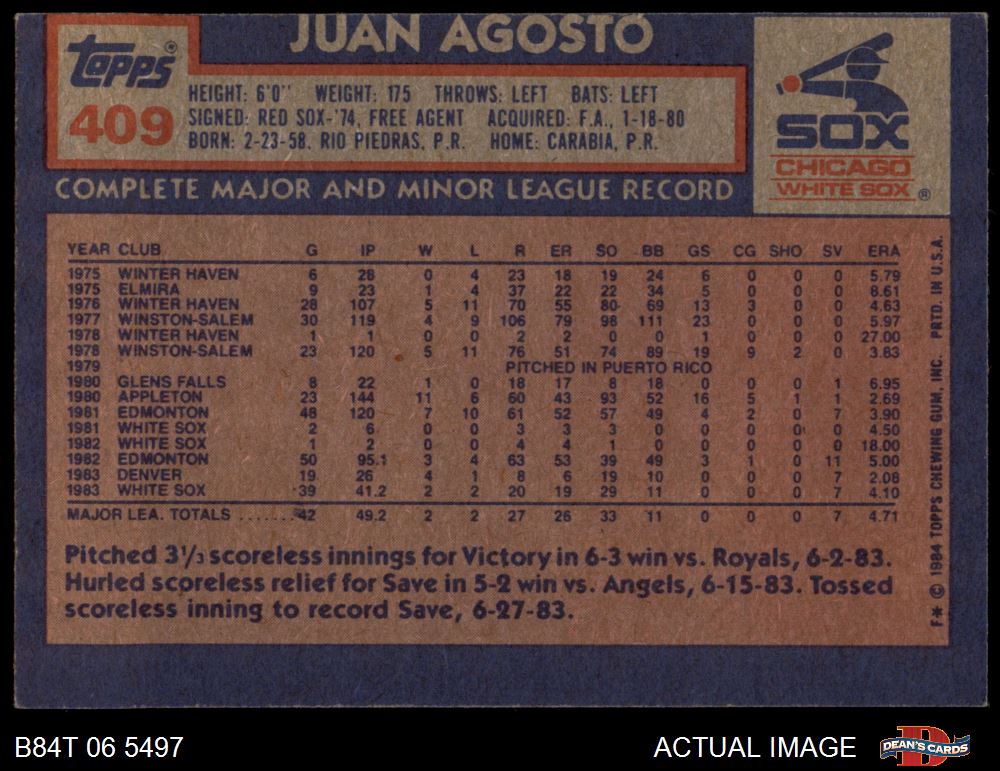 JUAN AGOSTO
Topps®
409
HEIGHT: 6'0" WEIGHT: 175 THROWS: LEFT BATS: LEFT
SIGNED: RED SOX-'74, FREE AGENT ACQUIRED: F.A., 1-18-80
BORN: 2-23-58, RIO PIEDRAS, P.R. HOME: CARABIA, P.R.
SOX
CHICAGO
WHITE SOX ®
COMPLETE MAJOR AND MINOR LEAGUE RECORD
YEAR CLUB G IP W L R ER SO BB GS CG SHO SV ERA
1975 WINTER HAVEN 6 28 0 4 23 18 19 24 6 0 0 0 5.79
1975 ELMIRA 9 23 1 4 37 22 22 34 5 0 0 0 8.61
1976 WINTER HAVEN 28 107 5 11 70 55 80 69 13 3 0 0 4.63
1977 WINSTON-SALEM 30 119 4 9 106 79 98 111 23 0 0 0 5.97
1978 WINTER HAVEN 1 1 0 0 2 2 0 0 1 0 0 0 27.00
1978 WINSTON-SALEM 23 120 5 11 76 51 74 89 19 9 2 0 3.83
1979 PITCHED IN PUERTO RICO
1980 GLENS FALLS 8 22 1 0 18 17 8 18 0 0 0 1 6.95
1980 APPLETON 23 144 11 6 60 43 93 52 16 5 1 1 2.69
1981 EDMONTON 48 120 7 10 61 52 57 49 4 2 0 7 3.90
1981 WHITE SOX 2 6 0 0 3 3 3 0 0 0 0 0 4.50
1982 WHITE SOX 1 2 0 0 4 4 1 0 0 0 0 0 18.00
1982 EDMONTON 50 95.1 3 4 63 53 39 49 3 1 0 11 5.00
1983 DENVER 19 26 4 1 8 6 19 10 0 0 0 7 2.08
1983 WHITE SOX 39 41.2 2 2 20 19 29 11 0 0 0 7 4.10
MAJOR LEA. TOTALS ....... 42 49.2 2 2 27 26 33 11 0 0 0 7 4.71
Pitched 3⅓ scoreless innings for Victory in 6-3 win vs. Royals, 6-2-83.
Hurled scoreless relief for Save in 5-2 win vs. Angels, 6-15-83. Tossed
scoreless inning to record Save, 6-27-83.
F* © 1984 TOPPS CHEWING GUM, INC. PRTD. IN U.S.A.
B84T 06 5497
ACTUAL IMAGE
DEAN'S CARDS